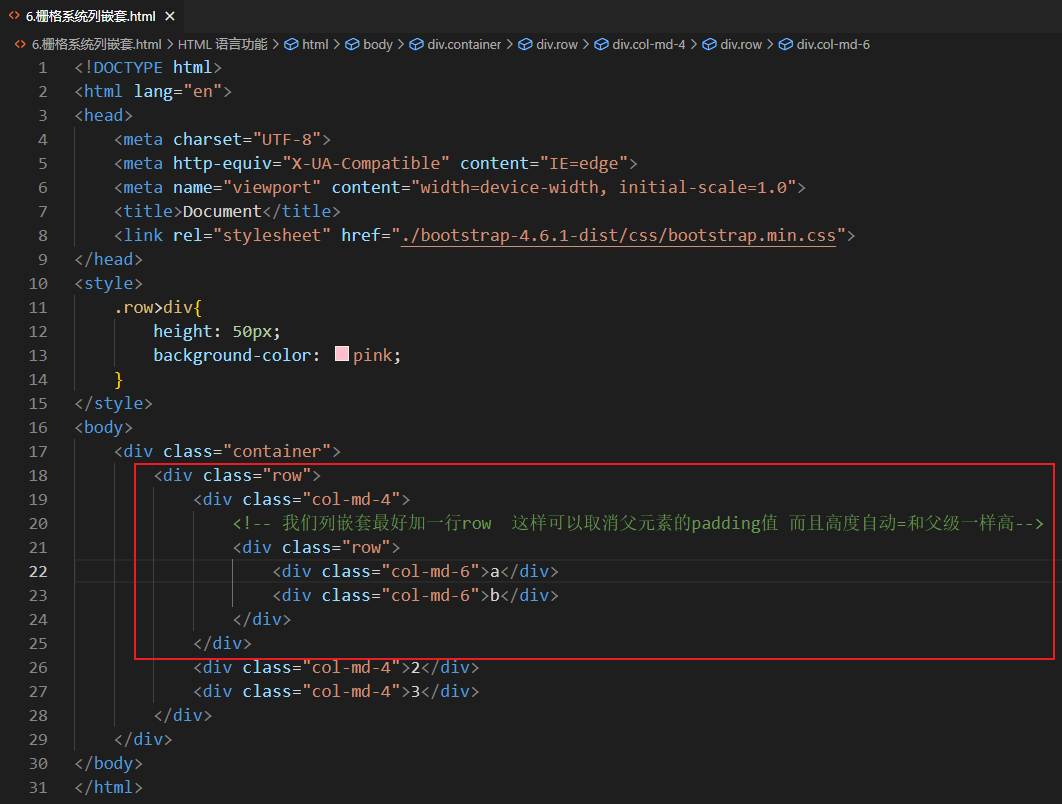 6.栅格系统列嵌套.html
6.栅格系统列嵌套.html > HTML 语言功能 > html > body > div.container > div.row > div.col-md-4 > div.row > div.col-md-6
1 <!DOCTYPE html>
2 <html lang="en">
3 <head>
4     <meta charset="UTF-8">
5     <meta http-equiv="X-UA-Compatible" content="IE=edge">
6     <meta name="viewport" content="width=device-width, initial-scale=1.0">
7     <title>Document</title>
8     <link rel="stylesheet" href="./bootstrap-4.6.1-dist/css/bootstrap.min.css">
9 </head>
10 <style>
11     .row>div{
12         height: 50px;
13         background-color: pink;
14     }
15 </style>
16 <body>
17     <div class="container">
18         <div class="row">
19             <div class="col-md-4">
20                 <!-- 我们列嵌套最好加一行row  这样可以取消父元素的padding值 而且高度自动=和父级一样高-->
21                 <div class="row">
22                     <div class="col-md-6">a</div>
23                     <div class="col-md-6">b</div>
24                 </div>
25             </div>
26             <div class="col-md-4">2</div>
27             <div class="col-md-4">3</div>
28         </div>
29     </div>
30 </body>
31 </html>